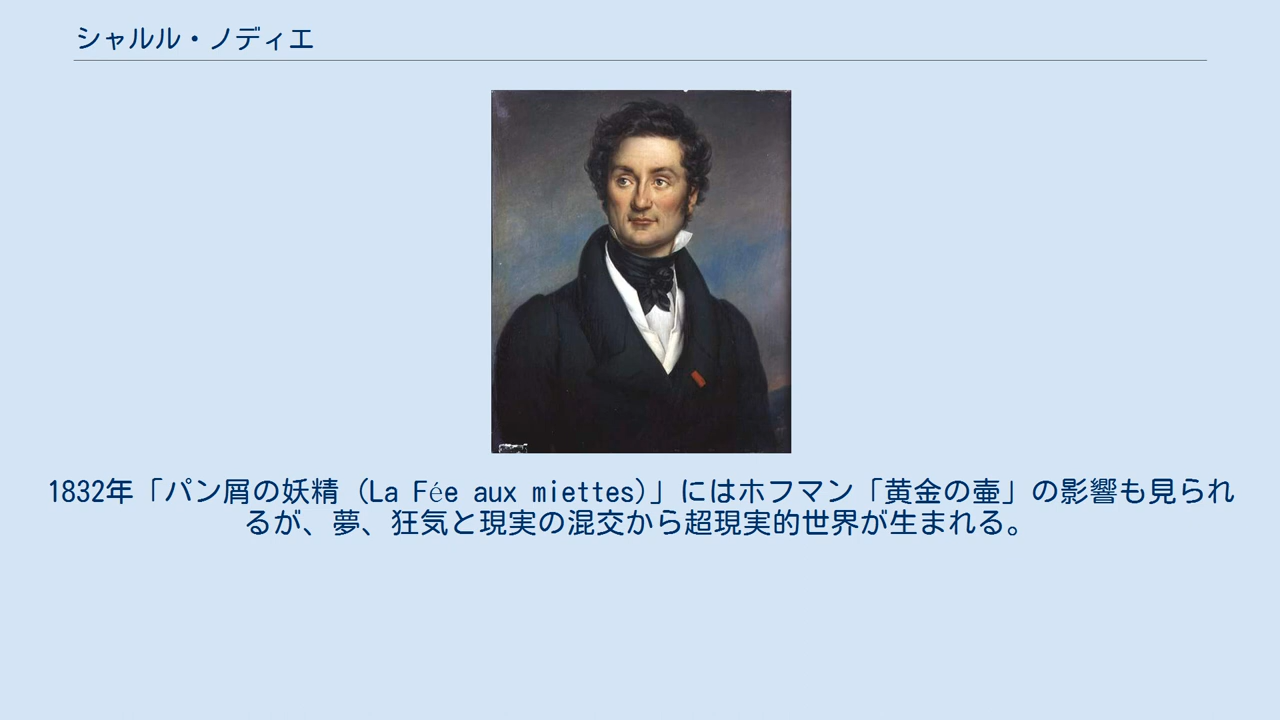 シャルル・ノディエ
1832年「パン屑の妖精（La Fée aux miettes）」にはホフマン「黄金の壷」の影響も見られ
るが、夢、狂気と現実の混交から超現実的世界が生まれる。